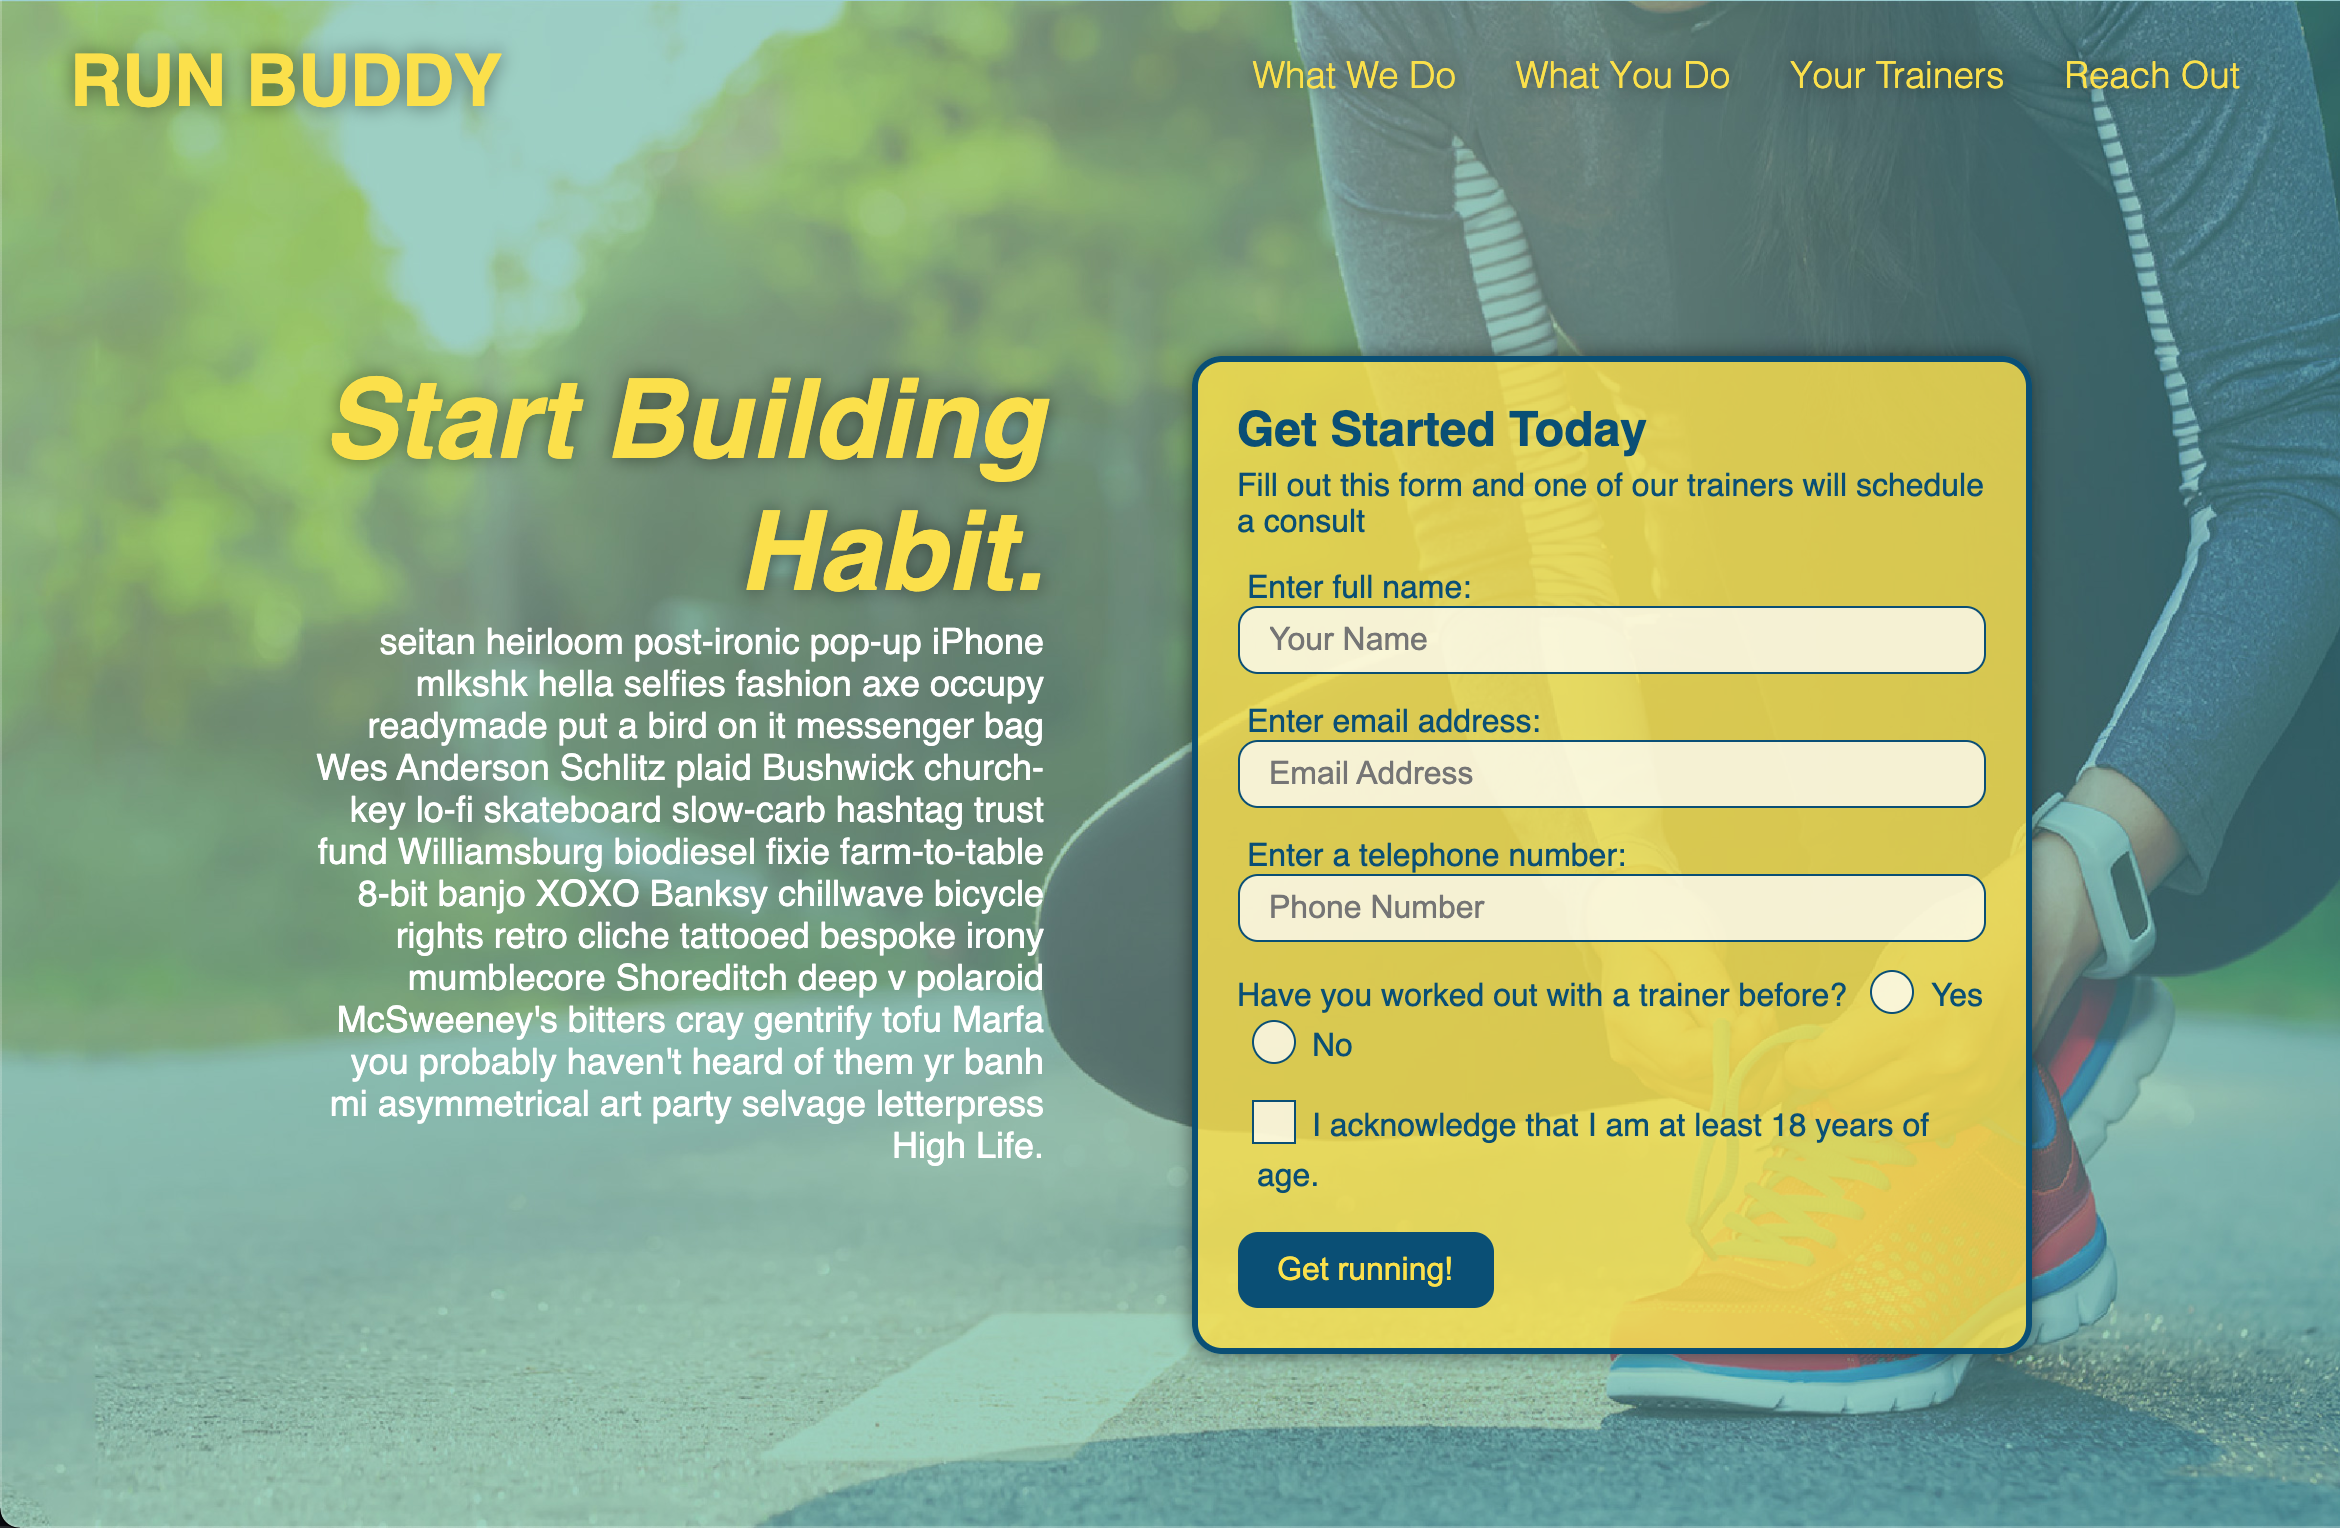 RUN BUDDY
What We Do
What You Do
Your Trainers
Reach Out
Start Building
Habit.
seitan heirloom post-ironic pop-up iPhone
mlkshk hella selfies fashion axe occupy
readymade put a bird on it messenger bag
Wes Anderson Schlitz plaid Bushwick church-
key lo-fi skateboard slow-carb hashtag trust
fund Williamsburg biodiesel fixie farm-to-table
8-bit banjo XOXO Banksy chillwave bicycle
rights retro cliche tattooed bespoke irony
mumblecore Shoreditch deep v polaroid
McSweeney's bitters cray gentrify tofu Marfa
you probably haven't heard of them yr banh
mi asymmetrical art party selvage letterpress
High Life.
Get Started Today
Fill out this form and one of our trainers will schedule
a consult
Enter full name:
Your Name
Enter email address:
Email Address
Enter a telephone number:
Phone Number
Have you worked out with a trainer before? Yes
No
I acknowledge that I am at least 18 years of
age.
Get running!